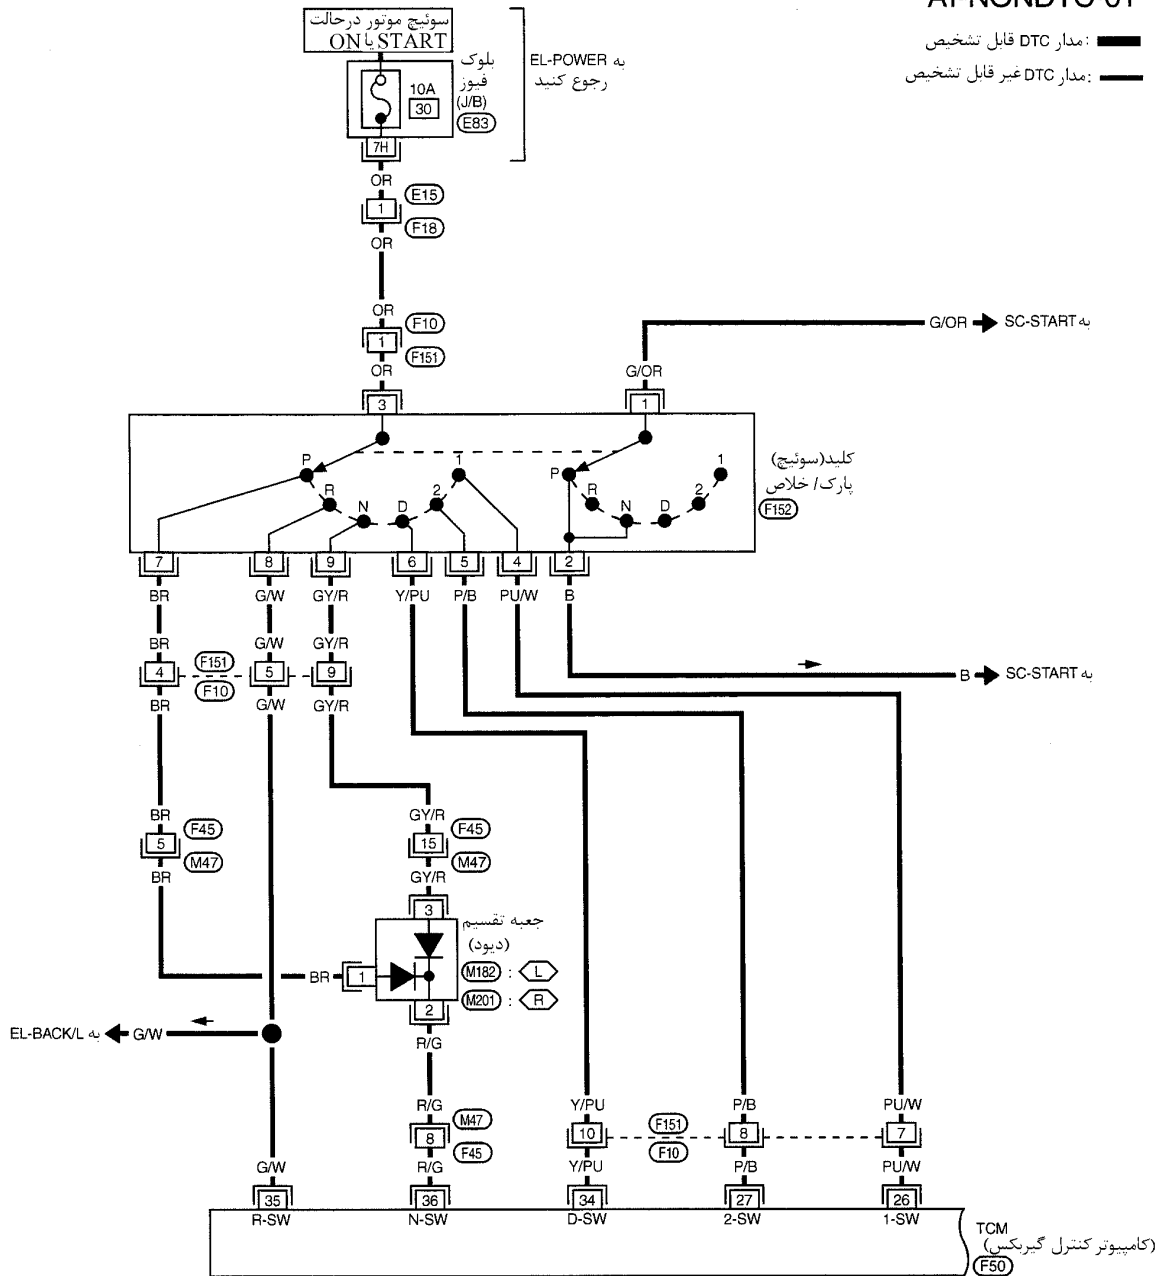 AT-NONDTC-01
مدار DTC قابل تشخیص:
مدار DTC غیر قابل تشخیص:
سوئیچ موتور درحالت
ON یا START
بلوک
فیوز
(J/B)
E83
10A
30
7H
به EL-POWER
رجوع کنید
OR
E15
1
F18
OR
OR
F10
1
F151
OR
3
G/OR
به SC-START
G/OR
1
P
R
N
D
2
1
P
R
N
D
2
1
کلید(سوئیچ)
پارک/ خلاص
F152
7
8
9
6
5
4
2
BR
G/W
GY/R
Y/PU
P/B
PU/W
B
BR
G/W
GY/R
4
F151
F10
5
9
BR
G/W
GY/R
B
به SC-START
BR
F45
5
M47
BR
GY/R
F45
15
M47
GY/R
3
جعبه تقسیم
(دیود)
M182 : L
M201 : R
BR
1
2
R/G
به EL-BACK/L
G/W
R/G
M47
8
F45
R/G
Y/PU
P/B
PU/W
10
F151
F10
8
7
G/W
Y/PU
P/B
PU/W
35
36
34
27
26
R-SW
N-SW
D-SW
2-SW
1-SW
TCM
(کامپیوتر کنترل گیربکس)
F50